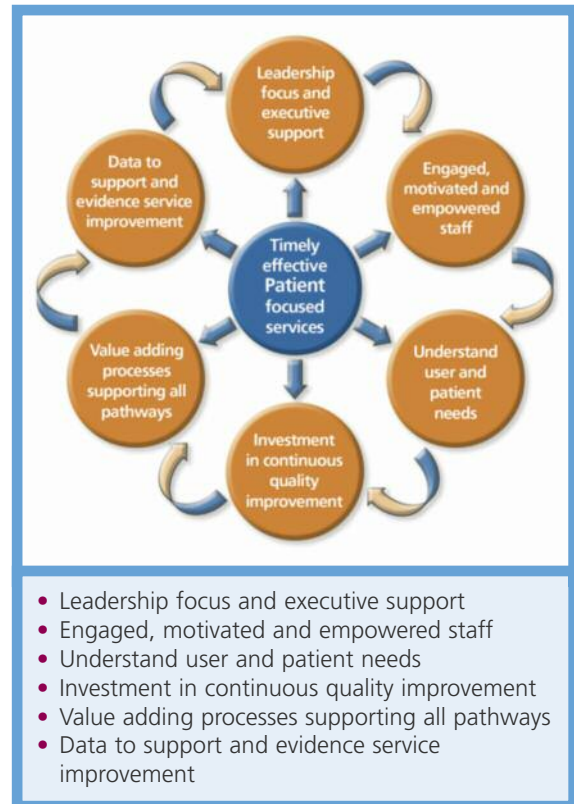 Leadership
focus and
executive
support
Engaged,
motivated and
empowered
staff
Understand
user and
patient
needs
Investment
in continuous
quality
improvement
Value adding
processes
supporting all
pathways
Data to
support and
evidence service
improvement
Timely
effective
Patient
focused
services
• Leadership focus and executive support
• Engaged, motivated and empowered staff
• Understand user and patient needs
• Investment in continuous quality improvement
• Value adding processes supporting all pathways
• Data to support and evidence service
improvement